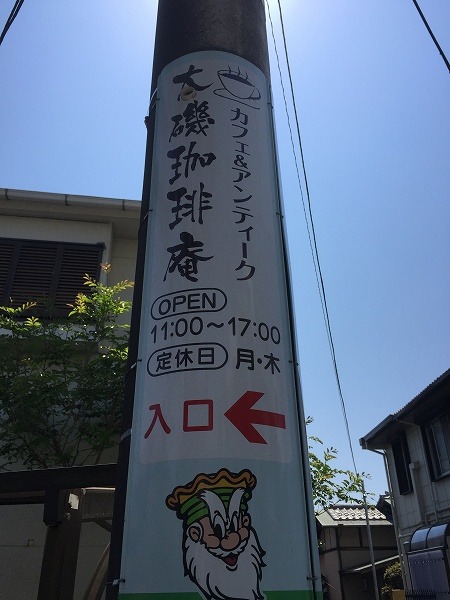 カフェ&アンティーク
大磯珈琲庵
OPEN
11:00～17:00
定休日 月・木
入口